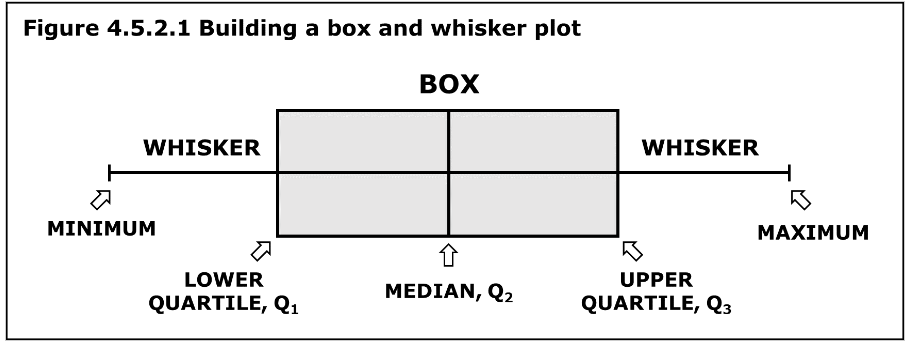 Figure 4.5.2.1 Building a box and whisker plot
BOX
WHISKER
WHISKER
MINIMUM
MAXIMUM
LOWER
QUARTILE, Q₁
MEDIAN, Q₂
UPPER
QUARTILE, Q₃